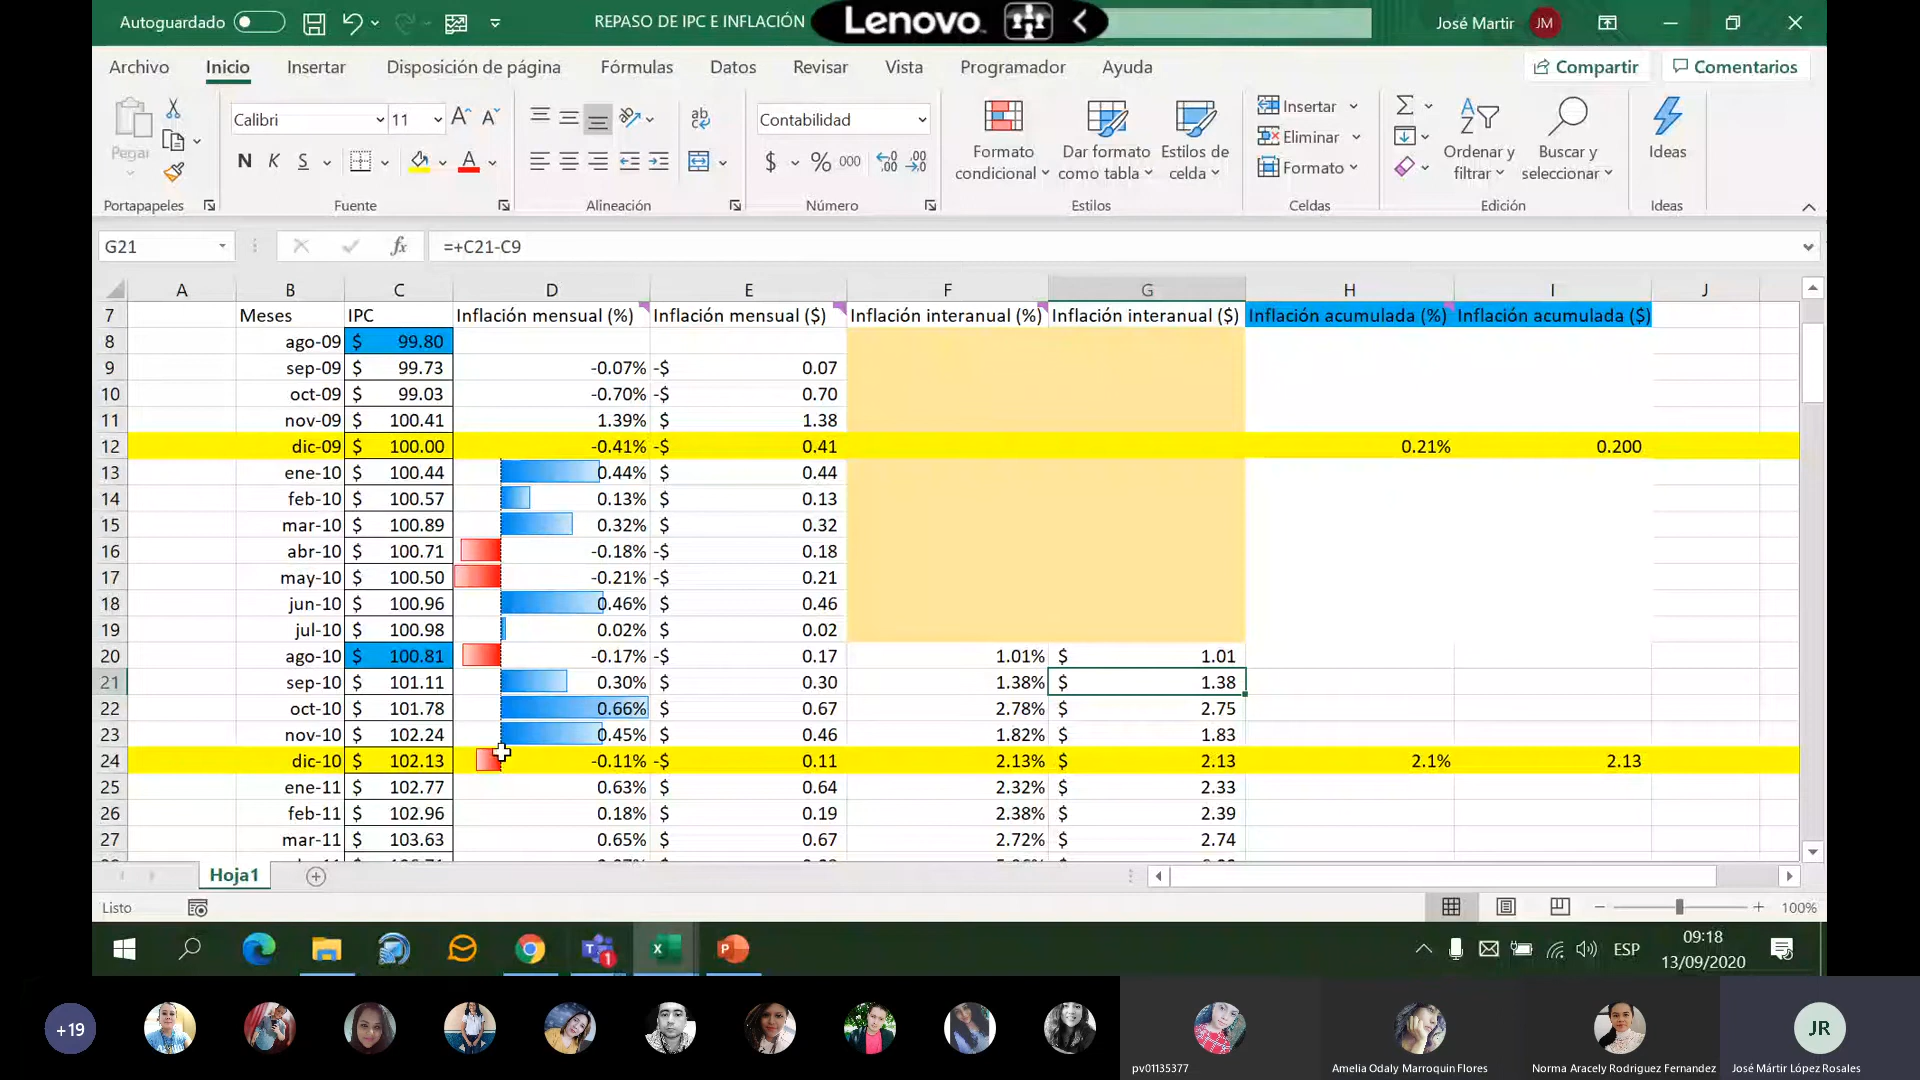 Autoguardado REPASO DE IPC E INFLACIÓN Lenovo José Martir JM
Archivo Inicio Insertar Disposición de página Fórmulas Datos Revisar Vista Programador Ayuda Compartir Comentarios
Pegar Calibri 11 Contabilidad Insertar
N K S $ % 000 Formato condicional Dar formato como tabla Estilos de celda Eliminar Formato Ordenar y filtrar Buscar y seleccionar Ideas
Portapapeles Fuente Alineación Número Estilos Celdas Edición Ideas
G21 fx =+C21-C9
A B C D E F G H I J
7 Meses IPC Inflación mensual (%) Inflación mensual ($) Inflación interanual (%) Inflación interanual ($) Inflación acumulada (%) Inflación acumulada ($)
8 ago-09 $ 99.80
9 sep-09 $ 99.73 -0.07% -$ 0.07
10 oct-09 $ 99.03 -0.70% -$ 0.70
11 nov-09 $ 100.41 1.39% $ 1.38
12 dic-09 $ 100.00 -0.41% -$ 0.41 0.21% 0.200
13 ene-10 $ 100.44 0.44% $ 0.44
14 feb-10 $ 100.57 0.13% $ 0.13
15 mar-10 $ 100.89 0.32% $ 0.32
16 abr-10 $ 100.71 -0.18% -$ 0.18
17 may-10 $ 100.50 -0.21% -$ 0.21
18 jun-10 $ 100.96 0.46% $ 0.46
19 jul-10 $ 100.98 0.02% $ 0.02
20 ago-10 $ 100.81 -0.17% -$ 0.17 1.01% $ 1.01
21 sep-10 $ 101.11 0.30% $ 0.30 1.38% $ 1.38
22 oct-10 $ 101.78 0.66% $ 0.67 2.78% $ 2.75
23 nov-10 $ 102.24 0.45% $ 0.46 1.82% $ 1.83
24 dic-10 $ 102.13 -0.11% -$ 0.11 2.13% $ 2.13 2.1% 2.13
25 ene-11 $ 102.77 0.63% $ 0.64 2.32% $ 2.33
26 feb-11 $ 102.96 0.18% $ 0.19 2.38% $ 2.39
27 mar-11 $ 103.63 0.65% $ 0.67 2.72% $ 2.74
Hoja1
Listo 100%
ESP 09:18
13/09/2020
+19 JR
pv01135377 Amelia Odaly Marroquin Flores Norma Aracely Rodriguez Fernandez José Mártir López Rosales